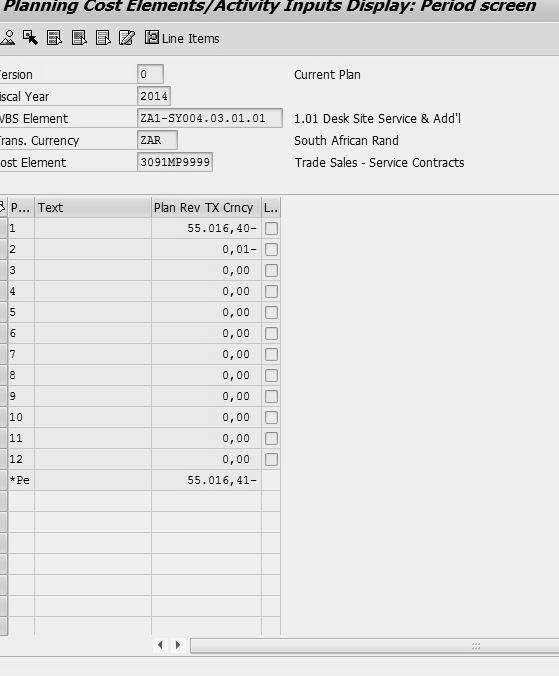 Planning Cost Elements/Activity Inputs Display: Period screen
Line Items
ersion 0 Current Plan
iscal Year 2014
WBS Element ZA1-SY004.03.01.01 1.01 Desk Site Service & Add'l
Trans. Currency ZAR South African Rand
ost Element 3091MP9999 Trade Sales - Service Contracts
P... Text Plan Rev TX Crncy L..
1 55.016,40-
2 0,01-
3 0,00
4 0,00
5 0,00
6 0,00
7 0,00
8 0,00
9 0,00
10 0,00
11 0,00
12 0,00
*Pe 55.016,41-